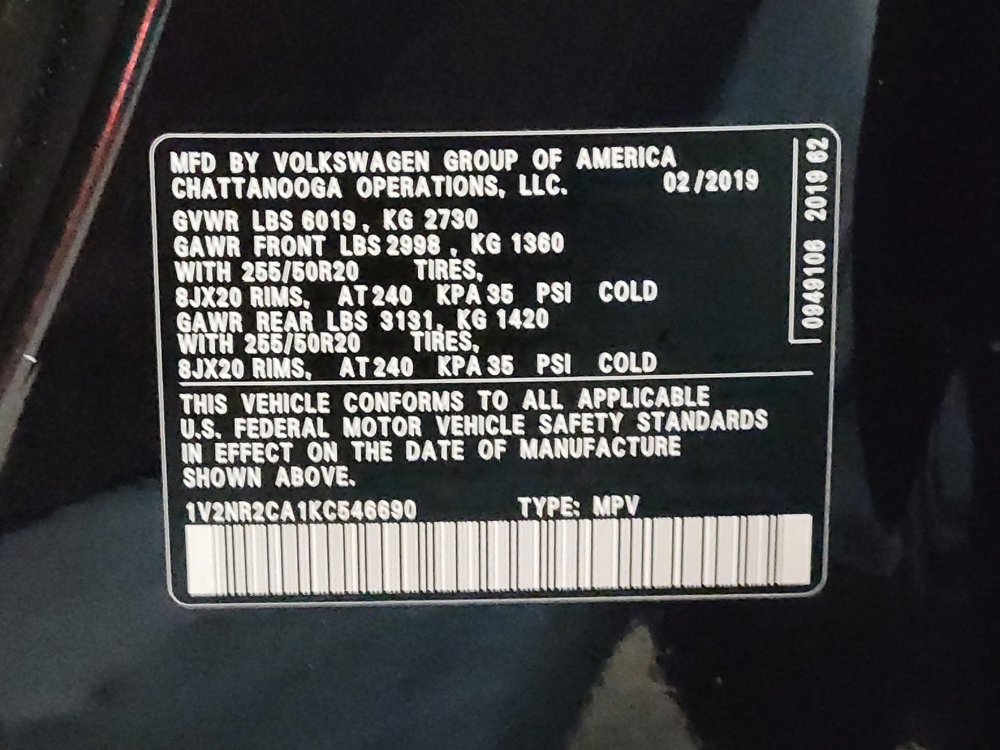 MFD BY VOLKSWAGEN GROUP OF AMERICA
CHATTANOOGA OPERATIONS, LLC. 02/2019
GVWR LBS 6019, KG 2730
GAWR FRONT LBS 2998, KG 1360
WITH 255/50R20 TIRES,
8JX20 RIMS, AT 240 KPA 35 PSI COLD
GAWR REAR LBS 3131, KG 1420
WITH 255/50R20 TIRES,
8JX20 RIMS, AT 240 KPA 35 PSI COLD
THIS VEHICLE CONFORMS TO ALL APPLICABLE
U.S. FEDERAL MOTOR VEHICLE SAFETY STANDARDS
IN EFFECT ON THE DATE OF MANUFACTURE
SHOWN ABOVE.
1V2NR2CA1KC546690 TYPE: MPV
0949106 2019 62